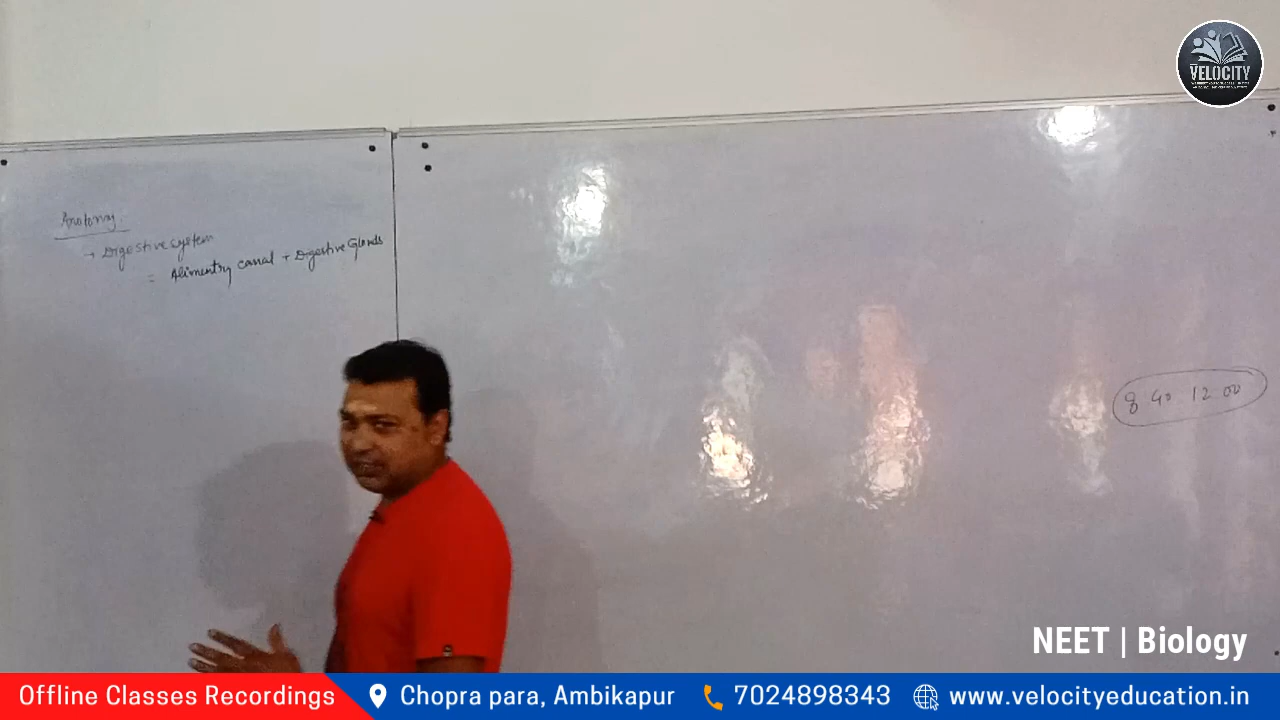 VELOCITY
Anatomy
→ Digestive system
= Alimentry canal + Digestive Glands
8 40 12 00
NEET | Biology
Offline Classes Recordings
Chopra para, Ambikapur
7024898343
www.velocityeducation.in